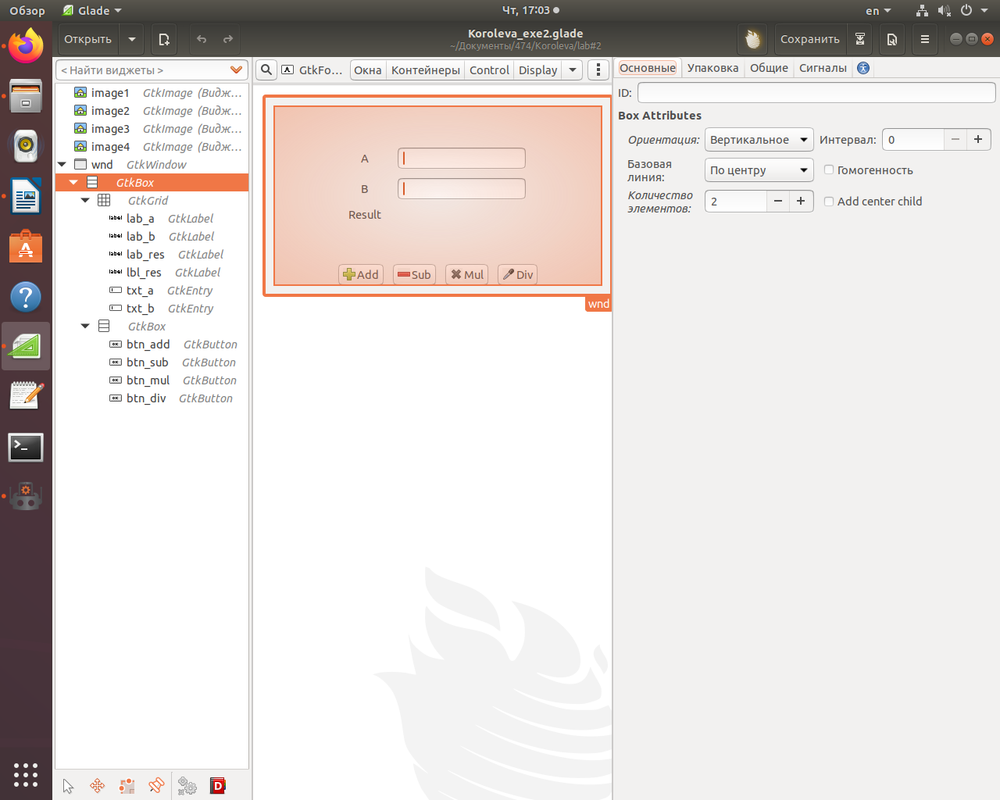 Обзор Glade Чт, 17:03 en
Открыть Koroleva_exe2.glade Сохранить
~/Документы/474/Koroleva/lab#2
< Найти виджеты > GtkFo... Окна Контейнеры Control Display Основные Упаковка Общие Сигналы
image1 GtkImage (Видж...
image2 GtkImage (Видж...
image3 GtkImage (Видж...
image4 GtkImage (Видж...
wnd GtkWindow
GtkBox
GtkGrid
label lab_a GtkLabel
label lab_b GtkLabel
label lab_res GtkLabel
label lbl_res GtkLabel
txt_a GtkEntry
txt_b GtkEntry
GtkBox
OK btn_add GtkButton
OK btn_sub GtkButton
OK btn_mul GtkButton
OK btn_div GtkButton
A
B
Result
Add Sub Mul Div
wnd
ID:
Box Attributes
Ориентация: Вертикальное Интервал: 0
Базовая линия: По центру Гомогенность
Количество элементов: 2 Add center child